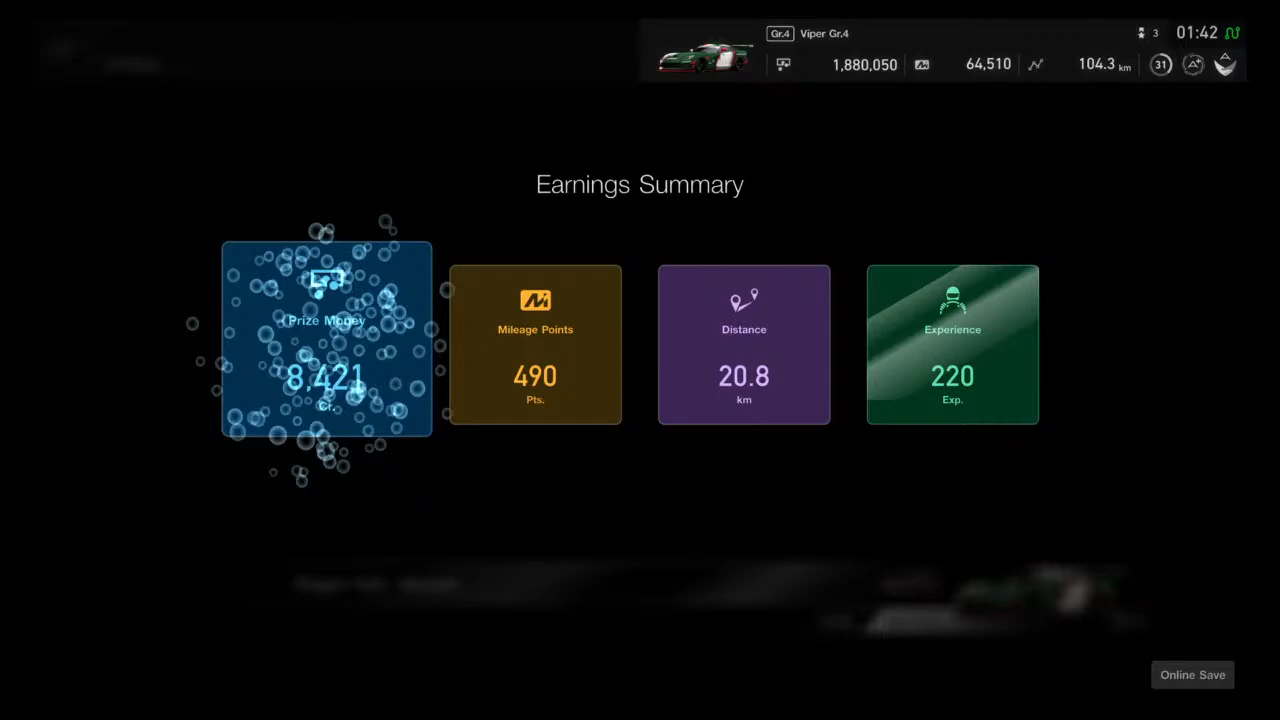 Gr.4 Viper Gr.4 3 01:42
1,880,050 64,510 104.3 km 31
Earnings Summary
Prize Money
8,421
Cr.
Mileage Points
490
Pts.
Distance
20.8
km
Experience
220
Exp.
Online Save